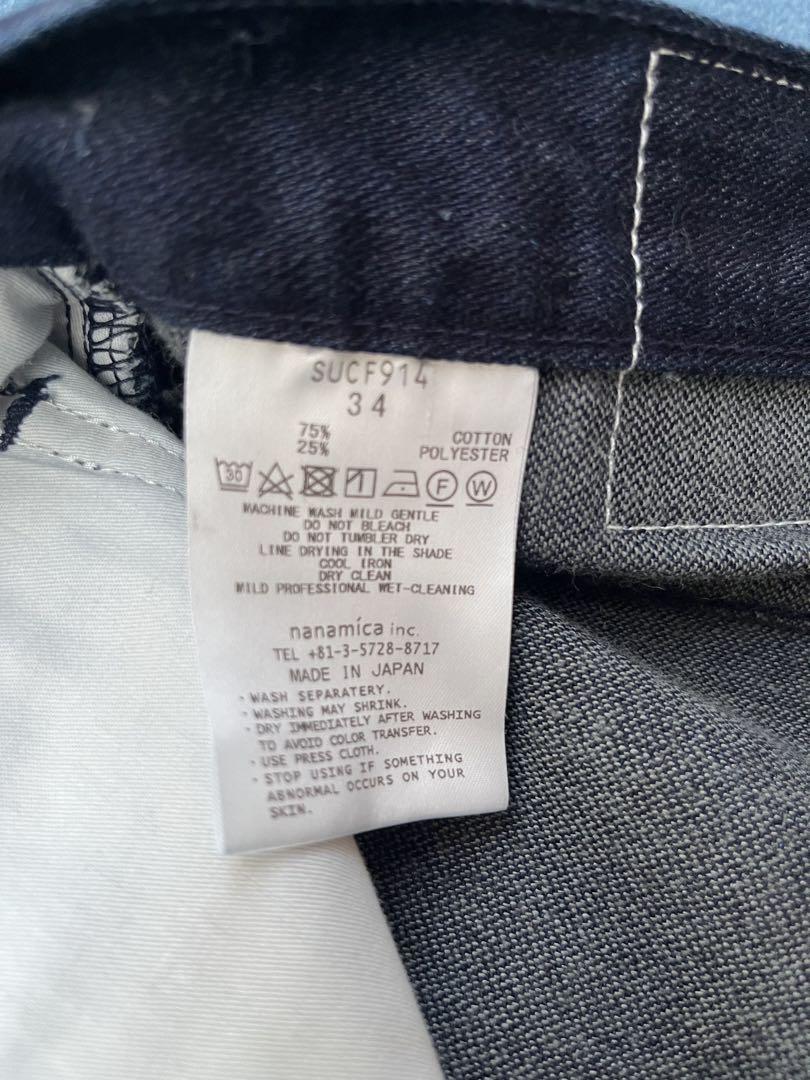 SUCF914
34
75% COTTON
25% POLYESTER
30 F W
MACHINE WASH MILD GENTLE
DO NOT BLEACH
DO NOT TUMBLER DRY
LINE DRYING IN THE SHADE
COOL IRON
DRY CLEAN
MILD PROFESSIONAL WET-CLEANING
nanamica inc.
TEL +81-3-5728-8717
MADE IN JAPAN
・WASH SEPARATERY.
・WASHING MAY SHRINK.
・DRY IMMEDIATELY AFTER WASHING
TO AVOID COLOR TRANSFER.
・USE PRESS CLOTH.
・STOP USING IF SOMETHING
ABNORMAL OCCURS ON YOUR
SKIN.